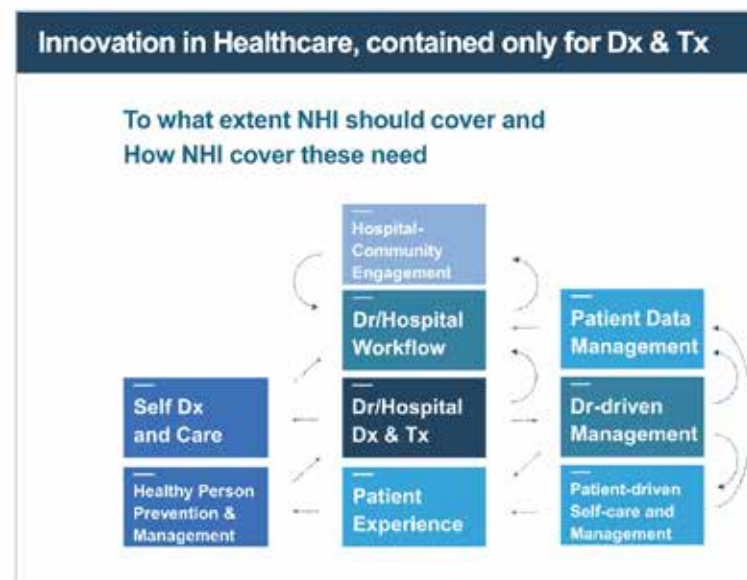 Innovation in Healthcare, contained only for Dx & Tx
To what extent NHI should cover and
How NHI cover these need
Hospital-
Community
Engagement
Dr/Hospital
Workflow
Patient Data
Management
Self Dx
and Care
Dr/Hospital
Dx & Tx
Dr-driven
Management
Healthy Person
Prevention &
Management
Patient
Experience
Patient-driven
Self-care and
Management